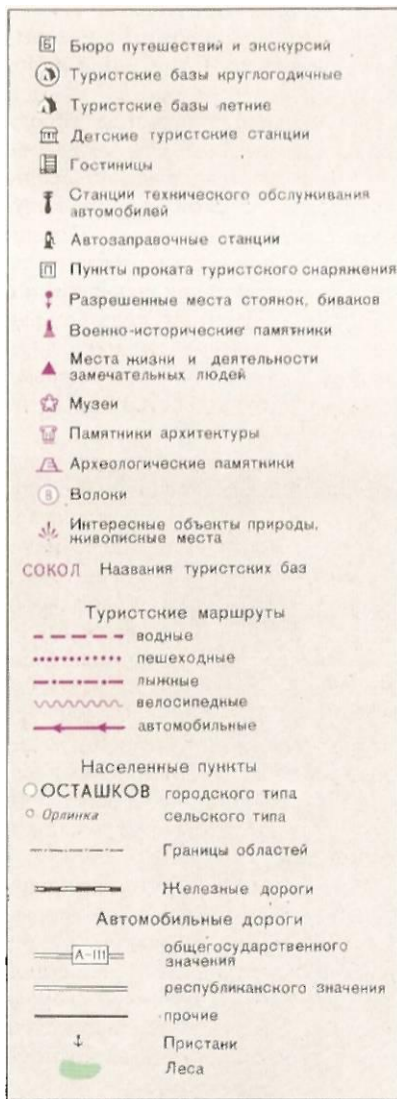 Б Бюро путешествий и экскурсий
Туристские базы круглогодичные
Туристские базы летние
Детские туристские станции
Гостиницы
Станции технического обслуживания
автомобилей
Автозаправочные станции
П Пункты проката туристского снаряжения
Разрешенные места стоянок, биваков
Военно-исторические памятники
Места жизни и деятельности
замечательных людей
Музеи
Памятники архитектуры
Археологические памятники
В Волоки
Интересные объекты природы,
живописные места
СОКОЛ Названия туристских баз
Туристские маршруты
водные
пешеходные
лыжные
велосипедные
автомобильные
Населенные пункты
ОСТАШКОВ городского типа
Орлинка сельского типа
Границы областей
Железные дороги
Автомобильные дороги
А-III общегосударственного
значения
республиканского значения
прочие
Пристани
Леса